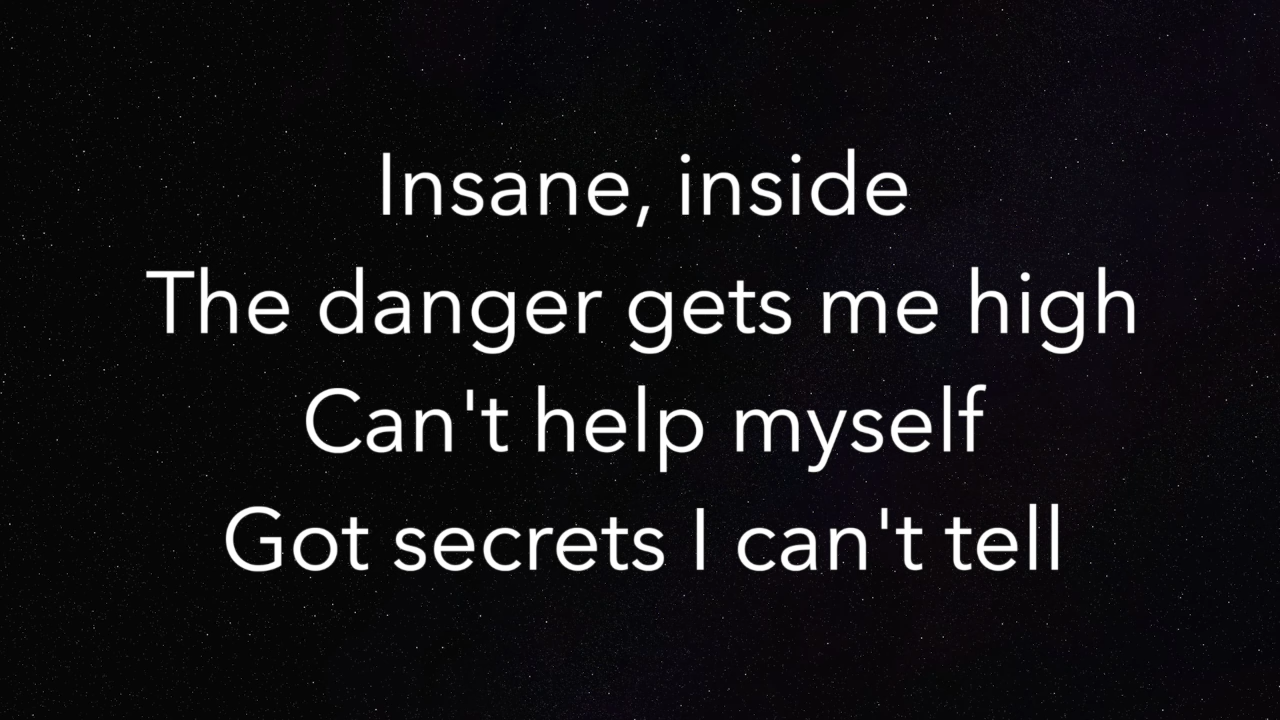 Insane, inside
The danger gets me high
Can't help myself
Got secrets I can't tell